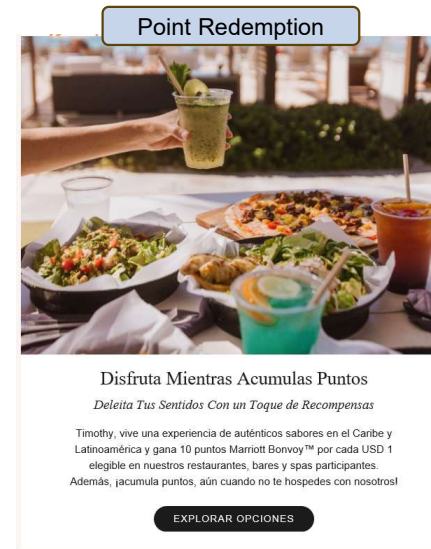 Point Redemption
Disfruta Mientras Acumulas Puntos
Deleita Tus Sentidos Con un Toque de Recompensas
Timothy, vive una experiencia de auténticos sabores en el Caribe y
Latinoamérica y gana 10 puntos Marriott Bonvoy™ por cada USD 1
elegible en nuestros restaurantes, bares y spas participantes.
Además, ¡acumula puntos, aún cuando no te hospedes con nosotros!
EXPLORAR OPCIONES